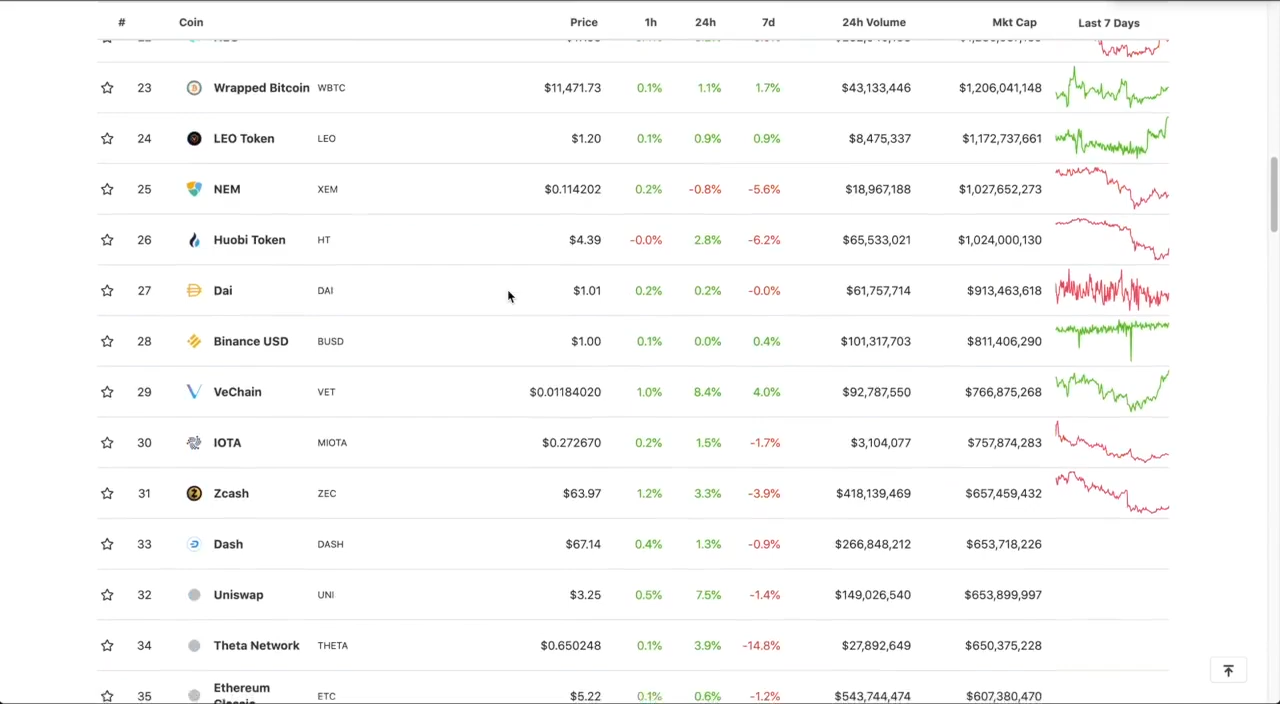 # Coin Price 1h 24h 7d 24h Volume Mkt Cap Last 7 Days
23 Wrapped Bitcoin WBTC $11,471.73 0.1% 1.1% 1.7% $43,133,446 $1,206,041,148
24 LEO Token LEO $1.20 0.1% 0.9% 0.9% $8,475,337 $1,172,737,661
25 NEM XEM $0.114202 0.2% -0.8% -5.6% $18,967,188 $1,027,652,273
26 Huobi Token HT $4.39 -0.0% 2.8% -6.2% $65,533,021 $1,024,000,130
27 Dai DAI $1.01 0.2% 0.2% -0.0% $61,757,714 $913,463,618
28 Binance USD BUSD $1.00 0.1% 0.0% 0.4% $101,317,703 $811,406,290
29 VeChain VET $0.01184020 1.0% 8.4% 4.0% $92,787,550 $766,875,268
30 IOTA MIOTA $0.272670 0.2% 1.5% -1.7% $3,104,077 $757,874,283
31 Zcash ZEC $63.97 1.2% 3.3% -3.9% $418,139,469 $657,459,432
33 Dash DASH $67.14 0.4% 1.3% -0.9% $266,848,212 $653,718,226
32 Uniswap UNI $3.25 0.5% 7.5% -1.4% $149,026,540 $653,899,997
34 Theta Network THETA $0.650248 0.1% 3.9% -14.8% $27,892,649 $650,375,228
35 Ethereum Classic ETC $5.22 0.1% 0.6% -1.2% $543,744,474 $607,380,470